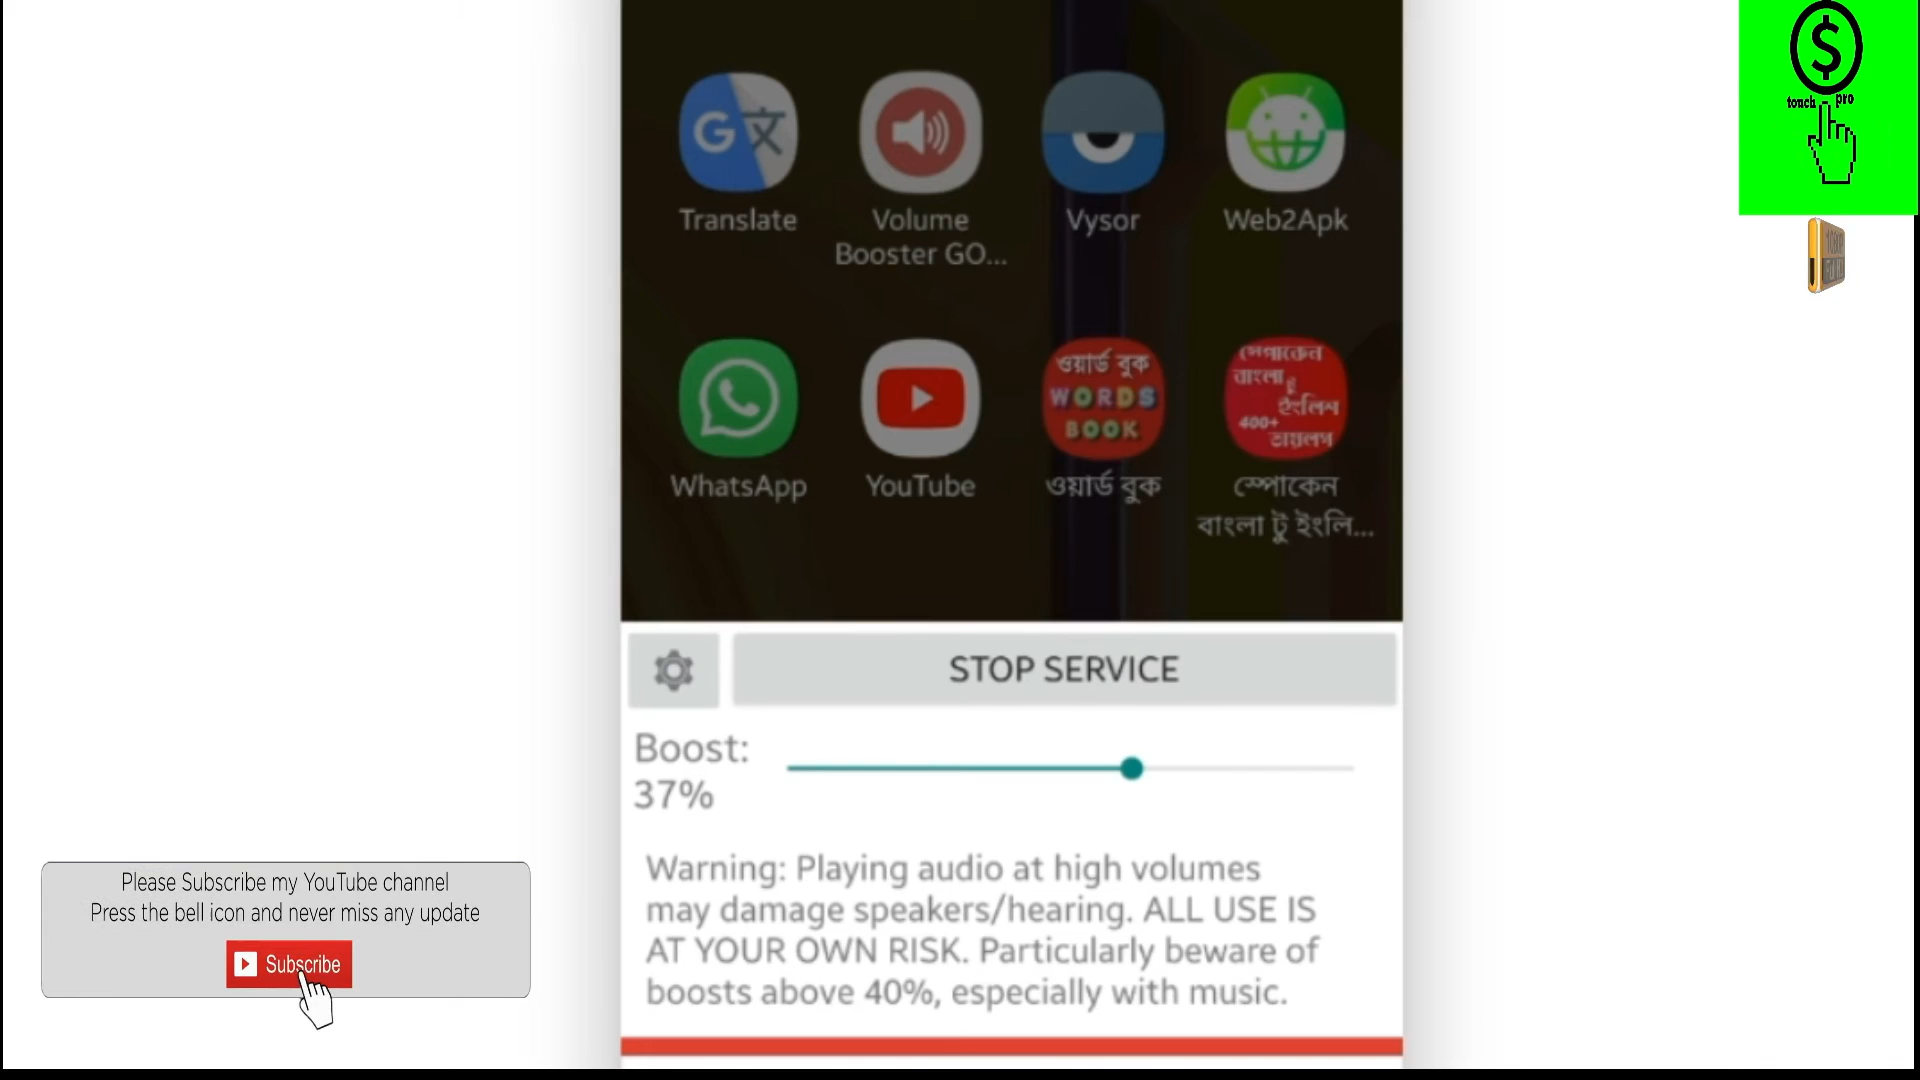 touch pro
G 文
Translate
Volume
Booster GO...
Vysor
Web2Apk
ওয়ার্ড বুক
WORDS
BOOK
স্পোকেন
বাংলা টু
ইংলিশ
400+
ডায়লগ
WhatsApp
YouTube
ওয়ার্ড বুক
স্পোকেন
বাংলা টু ইংলি...
STOP SERVICE
Boost:
37%
Warning: Playing audio at high volumes
may damage speakers/hearing. ALL USE IS
AT YOUR OWN RISK. Particularly beware of
boosts above 40%, especially with music.
Please Subscribe my YouTube channel
Press the bell icon and never miss any update
Subscribe